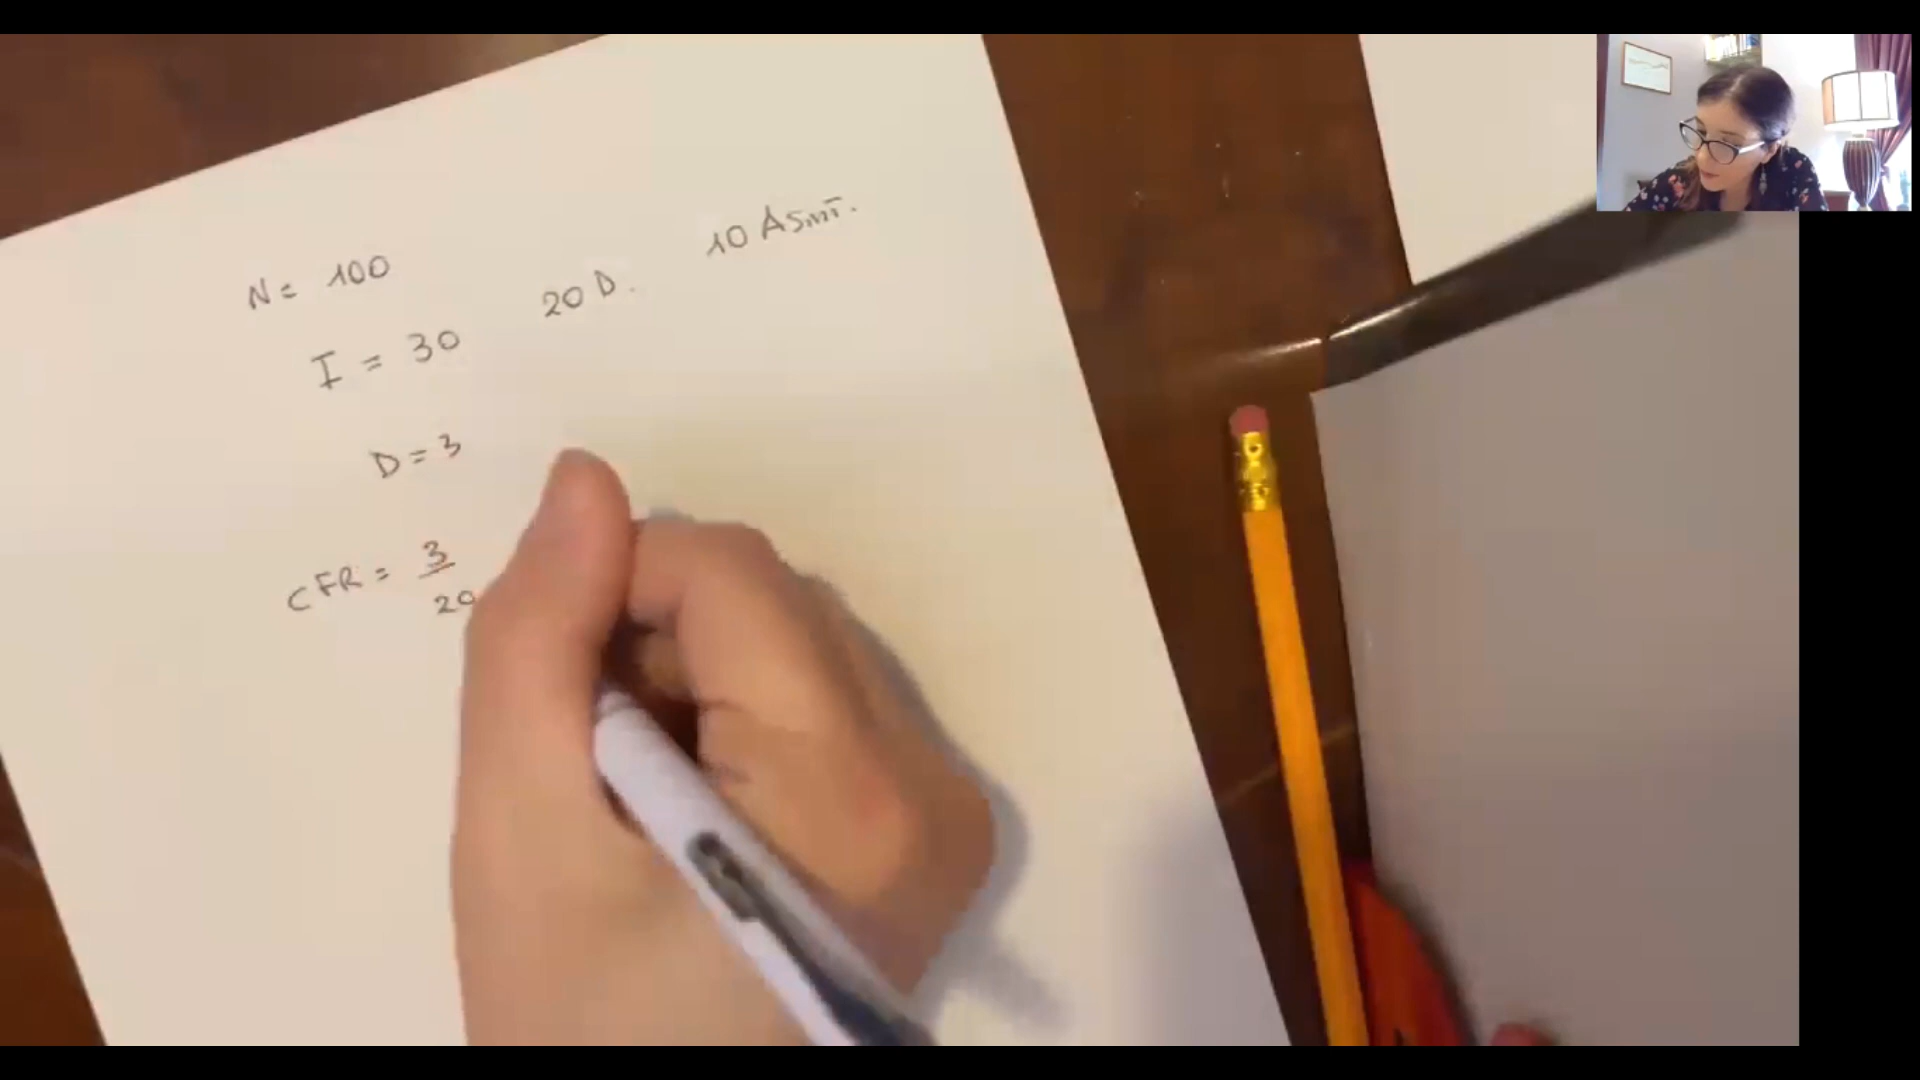 N= 100
I = 30 20 D. 10 Asint.
D = 3
CFR = 3
20